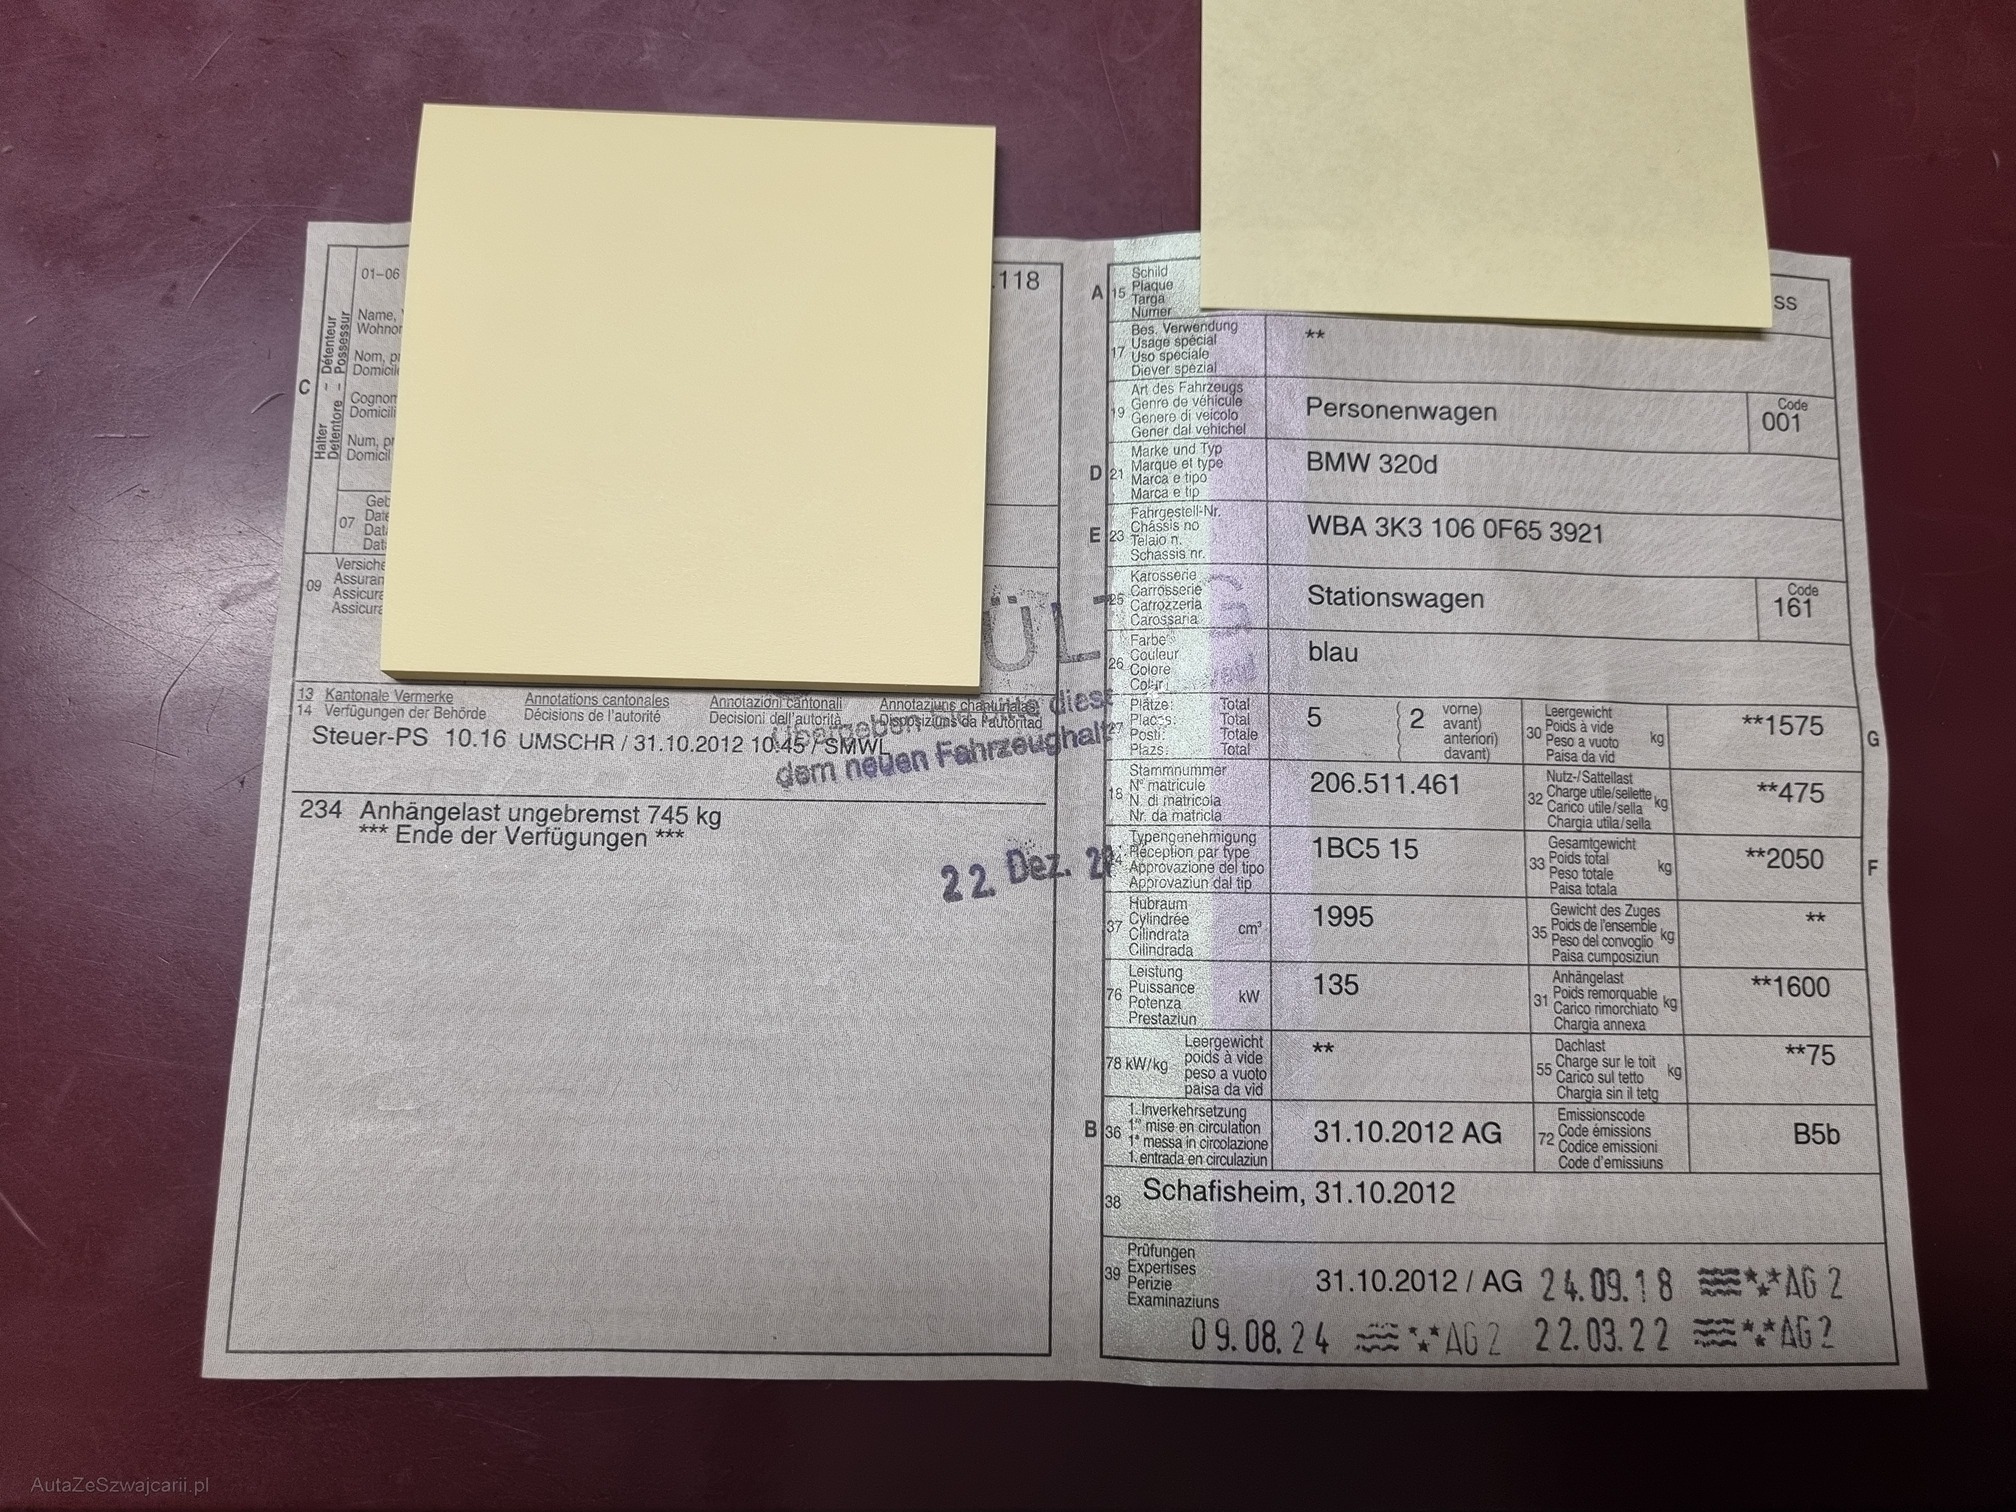 01-06
.118
C
Halter - Détenteur
Detentore - Possessur
Name,
Nom,
Cognom
Domicili
Num,
Domicil
07
09
13 Kantonale Vermerke Annotations cantonales Annotazioni cantonali Annotaziuns chantunalas
14 Verfügungen der Behörde Décisions de l'autorité Decisioni dell'autorità Disposiziuns da l'autoritad
Steuer-PS 10.16 UMSCHR / 31.10.2012 10:45 / SMWL
dem neuen Fahrzeughalt
234 Anhängelast ungebremst 745 kg
*** Ende der Verfügungen ***
22. Dez.
A 15 Schild
Plaque
Targa
Numer
SS
17 Bes. Verwendung
Usage spécial
Uso speciale
Diever spezial
**
19 Art des Fahrzeugs
Genre de véhicule
Genere di veicolo
Gener dal vehichel
Personenwagen
Code
001
D 21 Marke und Typ
Marque et type
Marca e tipo
Marca e tip
BMW 320d
E 23 Fahrgestell-Nr.
Châssis no
Telaio n.
Schassis nr.
WBA 3K3 106 0F65 3921
25 Karosserie
Carrosserie
Carrozzeria
Carossaria
Stationswagen
Code
161
26 Farbe
Couleur
Colore
Colur
blau
27 Plätze: Total
Places: Total
Posti: Totale
Plazs: Total
5
2 vorne)
avant)
anteriori)
davant)
30 Leergewicht
Poids à vide
Peso a vuoto kg
Paisa da vid
**1575
G
18 Stammnummer
N° matricule
N. di matricola
Nr. da matricla
206.511.461
32 Nutz-/Sattellast
Charge utile/sellette
Carico utile/sella kg
Chargia utila/sella
**475
24 Typengenehmigung
Réception par type
Approvazione del tipo
Approvaziun dal tip
1BC5 15
33 Gesamtgewicht
Poids total kg
Peso totale
Paisa totala
**2050
F
37 Hubraum
Cylindrée
Cilindrata cm³
Cilindrada
1995
35 Gewicht des Zuges
Poids de l'ensemble
Peso del convoglio kg
Paisa cumposiziun
**
76 Leistung
Puissance
Potenza kW
Prestaziun
135
31 Anhängelast
Poids remorquable
Carico rimorchiato kg
Chargia annexa
**1600
78 kW/kg Leergewicht
poids à vide
peso a vuoto
paisa da vid
**
55 Dachlast
Charge sur le toit
Carico sul tetto kg
Chargia sin il tetg
**75
B 36 1. Inverkehrsetzung
1re mise en circulation
1a messa in circolazione
1. entrada en circulaziun
31.10.2012 AG
72 Emissionscode
Code émissions
Codice emissioni
Code d'emissiuns
B5b
38 Schafisheim, 31.10.2012
39 Prüfungen
Expertises
Perizie
Examinaziuns
31.10.2012 / AG 24.09.18 AG 2
09.08.24 AG 2 22.03.22 AG 2
AutaZeSzwajcarii.pl